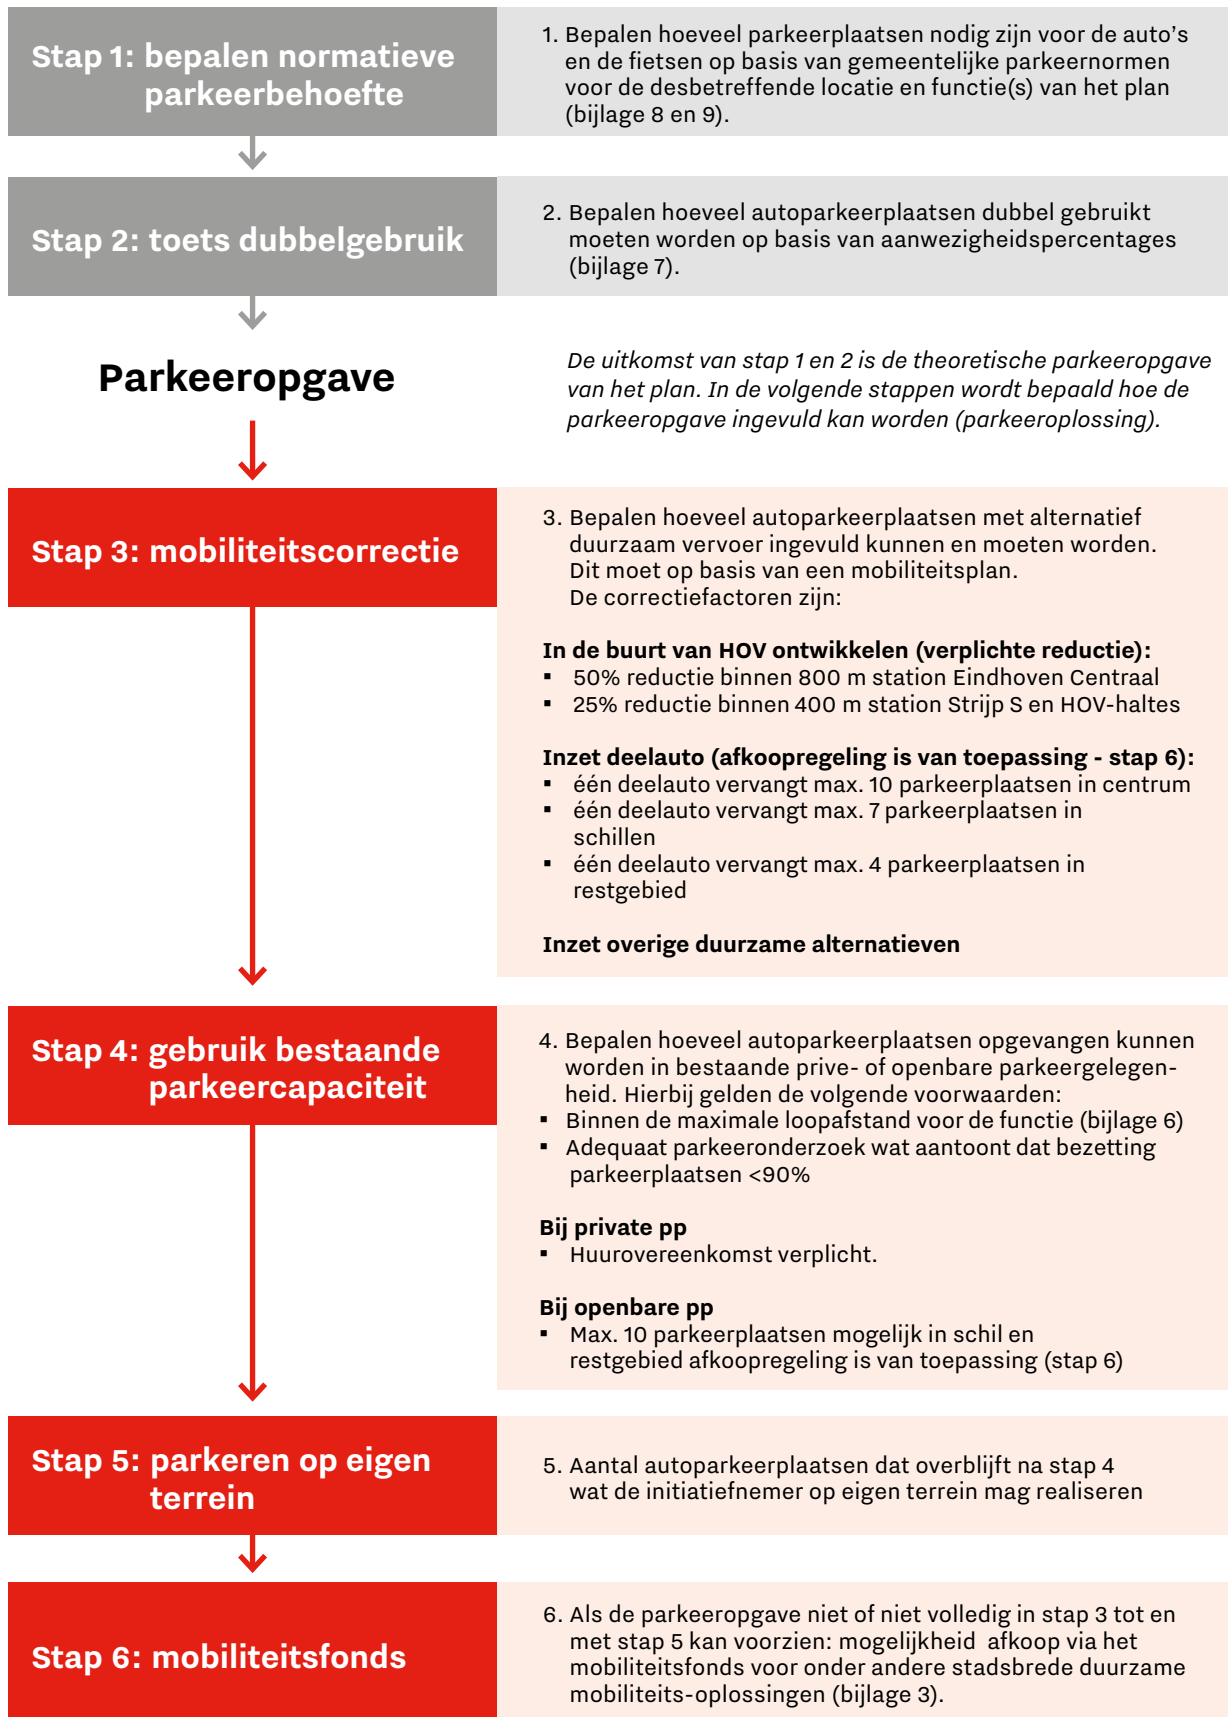 Stap 1: bepalen normatieve
parkeerbehoefte
1. Bepalen hoeveel parkeerplaatsen nodig zijn voor de auto's
en de fietsen op basis van gemeentelijke parkeernormen
voor de desbetreffende locatie en functie(s) van het plan
(bijlage 8 en 9).
Stap 2: toets dubbelgebruik
2. Bepalen hoeveel autoparkeerplaatsen dubbel gebruikt
moeten worden op basis van aanwezigheidspercentages
(bijlage 7).
Parkeeropgave
De uitkomst van stap 1 en 2 is de theoretische parkeeropgave
van het plan. In de volgende stappen wordt bepaald hoe de
parkeeropgave ingevuld kan worden (parkeeroplossing).
Stap 3: mobiliteitscorrectie
3. Bepalen hoeveel autoparkeerplaatsen met alternatief
duurzaam vervoer ingevuld kunnen en moeten worden.
Dit moet op basis van een mobiliteitsplan.
De correctiefactoren zijn:
In de buurt van HOV ontwikkelen (verplichte reductie):
▪ 50% reductie binnen 800 m station Eindhoven Centraal
▪ 25% reductie binnen 400 m station Strijp S en HOV-haltes
Inzet deelauto (afkoopregeling is van toepassing - stap 6):
▪ één deelauto vervangt max. 10 parkeerplaatsen in centrum
▪ één deelauto vervangt max. 7 parkeerplaatsen in
schillen
▪ één deelauto vervangt max. 4 parkeerplaatsen in
restgebied
Inzet overige duurzame alternatieven
Stap 4: gebruik bestaande
parkeercapaciteit
4. Bepalen hoeveel autoparkeerplaatsen opgevangen kunnen
worden in bestaande prive- of openbare parkeergelegen-
heid. Hierbij gelden de volgende voorwaarden:
▪ Binnen de maximale loopafstand voor de functie (bijlage 6)
▪ Adequaat parkeeronderzoek wat aantoont dat bezetting
parkeerplaatsen <90%
Bij private pp
▪ Huurovereenkomst verplicht.
Bij openbare pp
▪ Max. 10 parkeerplaatsen mogelijk in schil en
restgebied afkoopregeling is van toepassing (stap 6)
Stap 5: parkeren op eigen
terrein
5. Aantal autoparkeerplaatsen dat overblijft na stap 4
wat de initiatiefnemer op eigen terrein mag realiseren
Stap 6: mobiliteitsfonds
6. Als de parkeeropgave niet of niet volledig in stap 3 tot en
met stap 5 kan voorzien: mogelijkheid afkoop via het
mobiliteitsfonds voor onder andere stadsbrede duurzame
mobiliteits-oplossingen (bijlage 3).